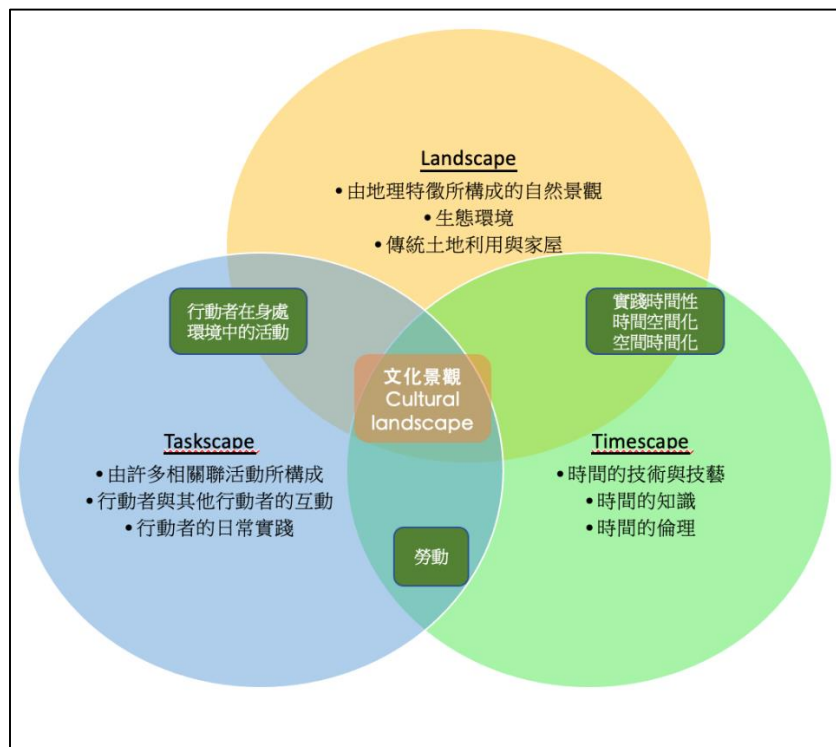 Landscape
•由地理特徵所構成的自然景觀
•生態環境
•傳統土地利用與家屋
行動者在身處
環境中的活動
實踐時間性
時間空間化
空間時間化
文化景觀
Cultural
landscape
Taskscape
•由許多相關聯活動所構成
•行動者與其他行動者的互動
•行動者的日常實踐
Timescape
•時間的技術與技藝
•時間的知識
•時間的倫理
勞動